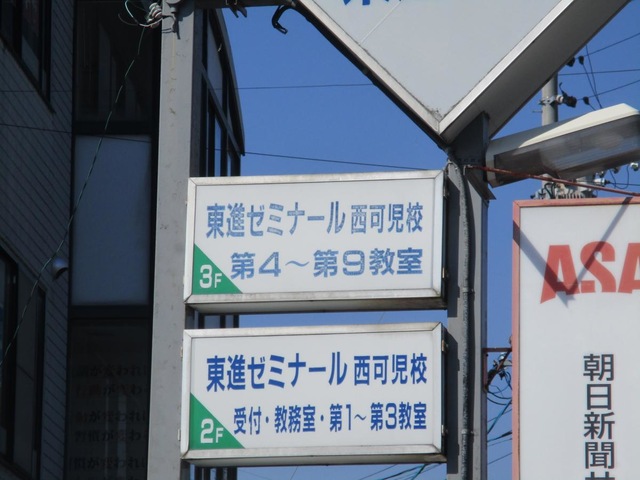 東進ゼミナール 西可児校
3F 第4～第9教室
東進ゼミナール 西可児校
2F 受付・教務室・第1～第3教室
ASA
朝日新聞